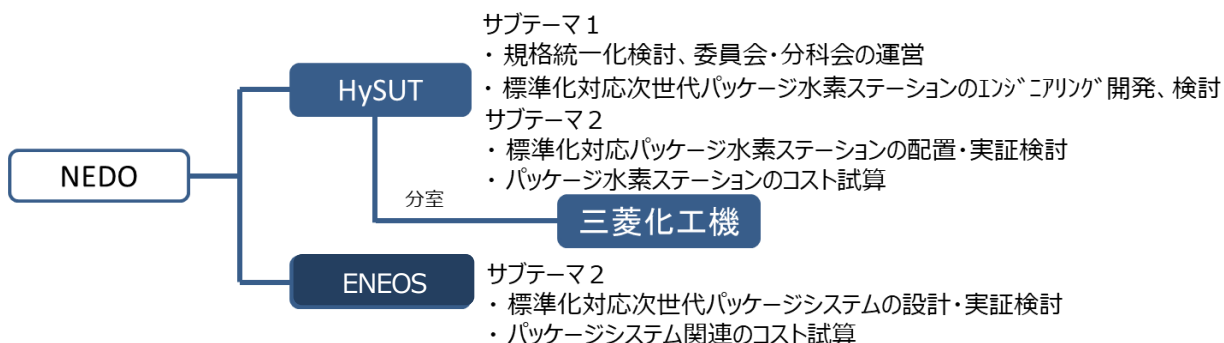 サブテーマ1
・ 規格統一化検討、委員会・分科会の運営
HySUT
・ 標準化対応次世代パッケージ水素ステーションのｴﾝｼﾞﾆｱﾘﾝｸﾞ開発、検討
サブテーマ2
・ 標準化対応パッケージ水素ステーションの配置・実証検討
・ パッケージ水素ステーションのコスト試算
NEDO
分室
三菱化工機
ENEOS
サブテーマ2
・ 標準化対応次世代パッケージシステムの設計・実証検討
・ パッケージシステム関連のコスト試算